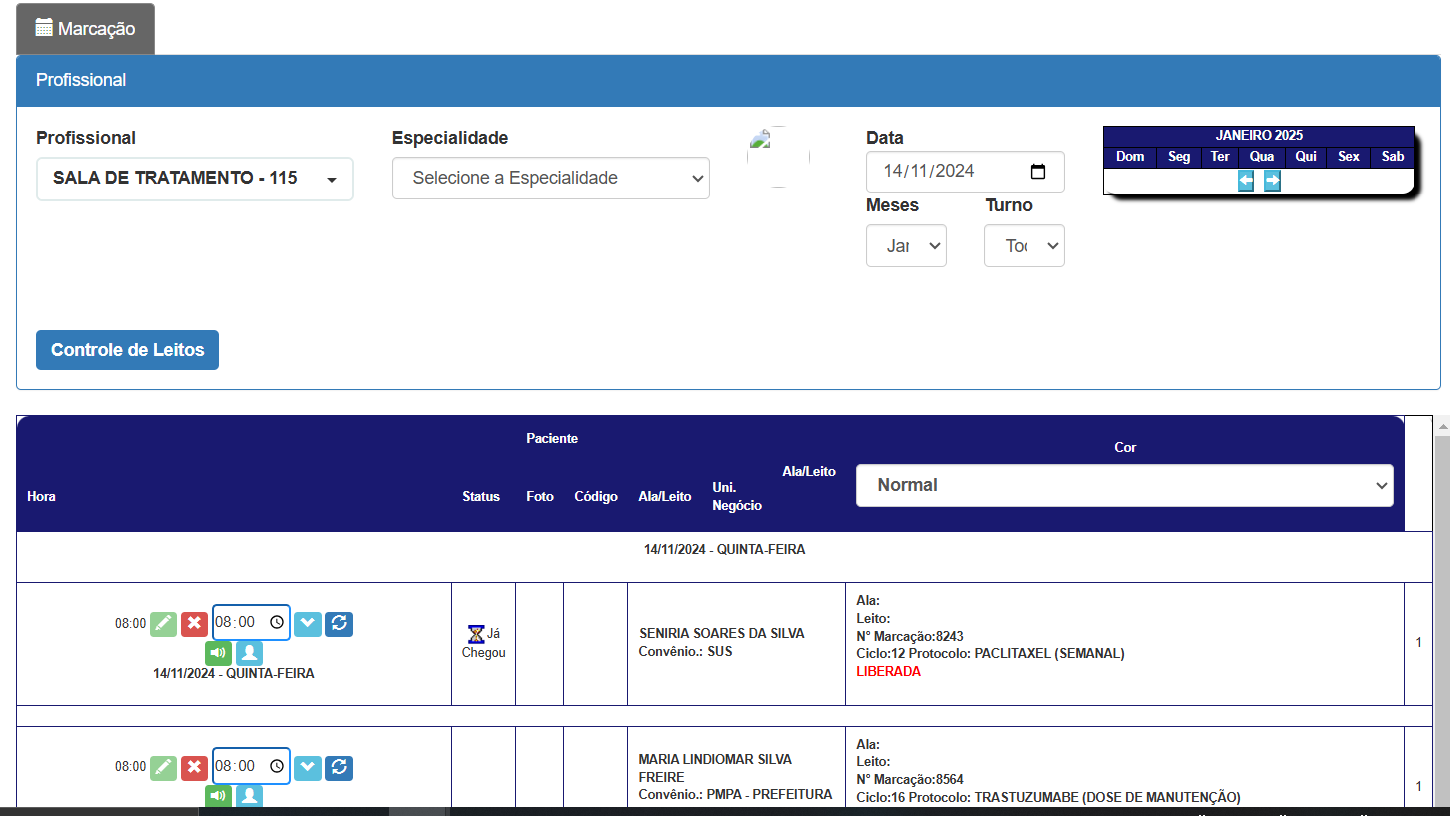 Marcação
Profissional
Profissional
SALA DE TRATAMENTO - 115
Especialidade
Selecione a Especialidade
Data
14/11/2024
Meses
Jar
Turno
Toc
JANEIRO 2025
Dom Seg Ter Qua Qui Sex Sab
Controle de Leitos
Hora
Status
Paciente
Foto
Código
Ala/Leito
Uni.
Negócio
Ala/Leito
Cor
Normal
14/11/2024 - QUINTA-FEIRA
08:00
08:00
14/11/2024 - QUINTA-FEIRA
Já
Chegou
SENIRIA SOARES DA SILVA
Convênio.: SUS
Ala:
Leito:
N° Marcação:8243
Ciclo:12 Protocolo: PACLITAXEL (SEMANAL)
LIBERADA
1
08:00
08:00
MARIA LINDIOMAR SILVA
FREIRE
Convênio.: PMPA - PREFEITURA
Ala:
Leito:
N° Marcação:8564
Ciclo:16 Protocolo: TRASTUZUMABE (DOSE DE MANUTENÇÃO)
1